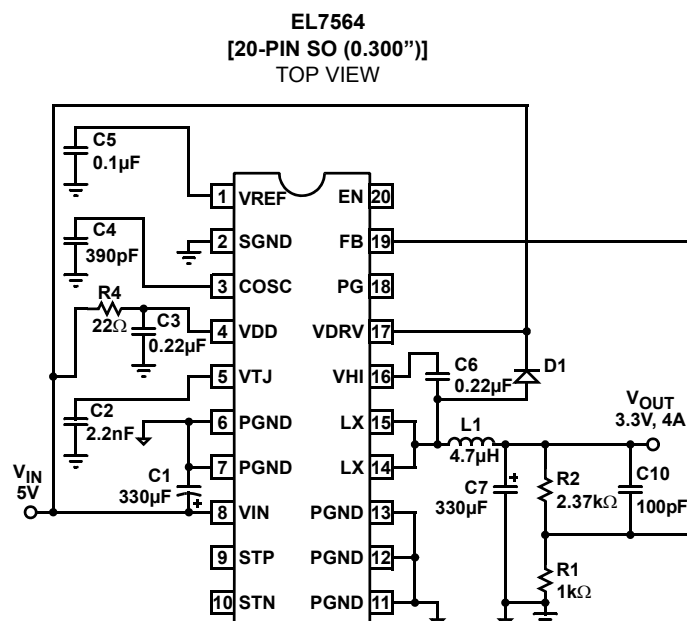 EL7564
[20-PIN SO (0.300”)]
TOP VIEW
C5
0.1µF
C4
390pF
R4
22Ω
C3
0.22µF
C2
2.2nF
C1
330µF
+
VIN
5V
1 VREF
2 SGND
3 COSC
4 VDD
5 VTJ
6 PGND
7 PGND
8 VIN
9 STP
10 STN
EN 20
FB 19
PG 18
VDRV 17
VHI 16
LX 15
LX 14
PGND 13
PGND 12
PGND 11
C6
0.22µF
D1
L1
4.7µH
VOUT
3.3V, 4A
C7
330µF
+
R2
2.37kΩ
C10
100pF
R1
1kΩ